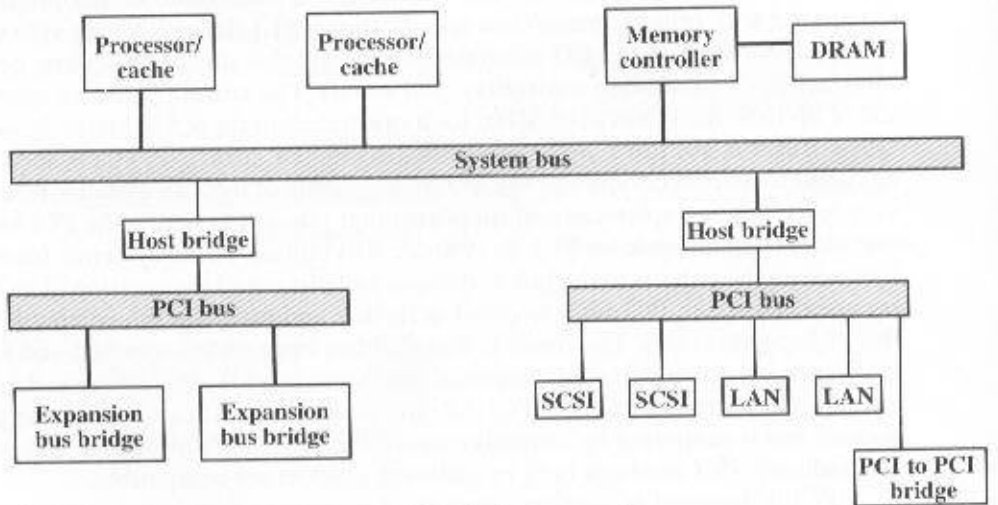 Processor/
cache
Processor/
cache
Memory
controller
DRAM
System bus
Host bridge
Host bridge
PCI bus
PCI bus
Expansion
bus bridge
Expansion
bus bridge
SCSI
SCSI
LAN
LAN
PCI to PCI
bridge